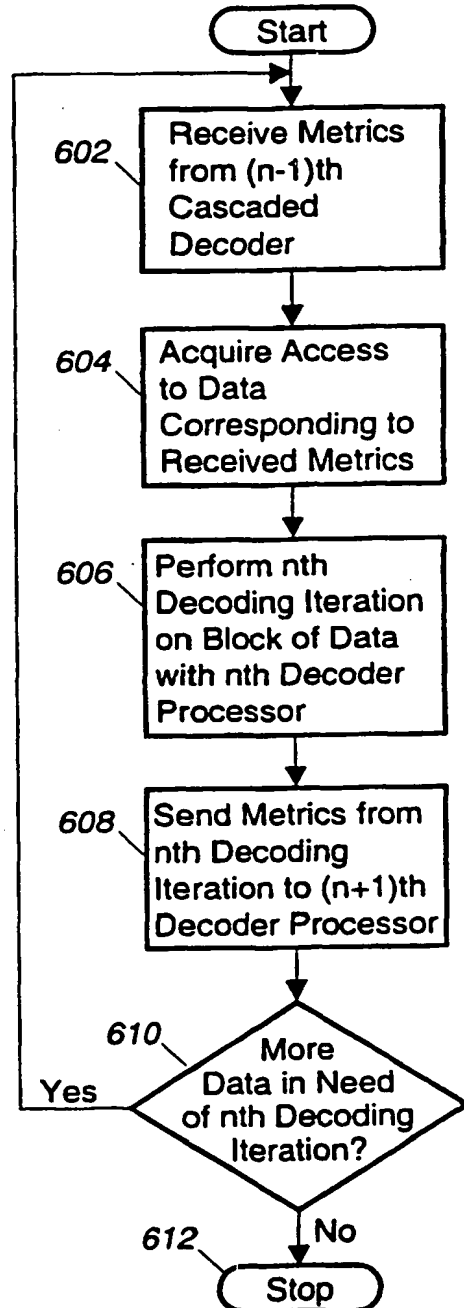 Start
602
Receive Metrics
from (n-1)th
Cascaded
Decoder
604
Acquire Access
to Data
Corresponding to
Received Metrics
606
Perform nth
Decoding Iteration
on Block of Data
with nth Decoder
Processor
608
Send Metrics from
nth Decoding
Iteration to (n+1)th
Decoder Processor
610
More
Data in Need
of nth Decoding
Iteration?
Yes
No
612
Stop